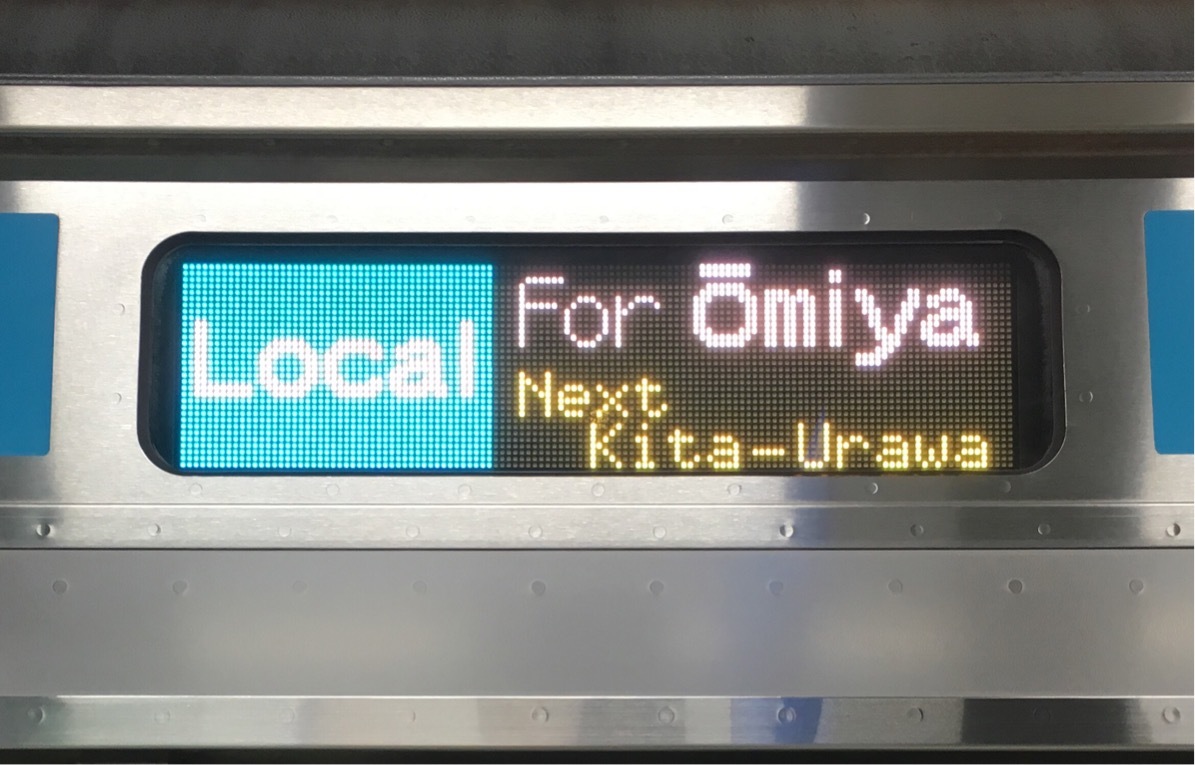 Local
For Ōmiya
Next
Kita-Urawa